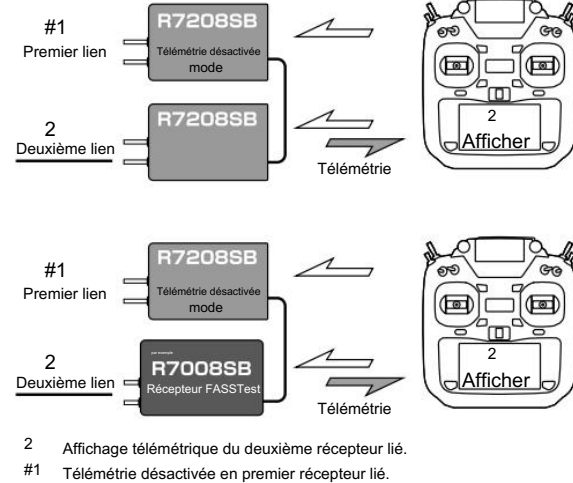 R7208SB
#1
Premier lien
Télémétrie désactivée
mode
R7208SB
2
Deuxième lien
Télémétrie
2
Afficher
R7208SB
#1
Premier lien
Télémétrie désactivée
mode
par exemple
R7008SB
Récepteur FASSTest
2
Deuxième lien
Télémétrie
2
Afficher
2 Affichage télémétrique du deuxième récepteur lié.
#1 Télémétrie désactivée en premier récepteur lié.